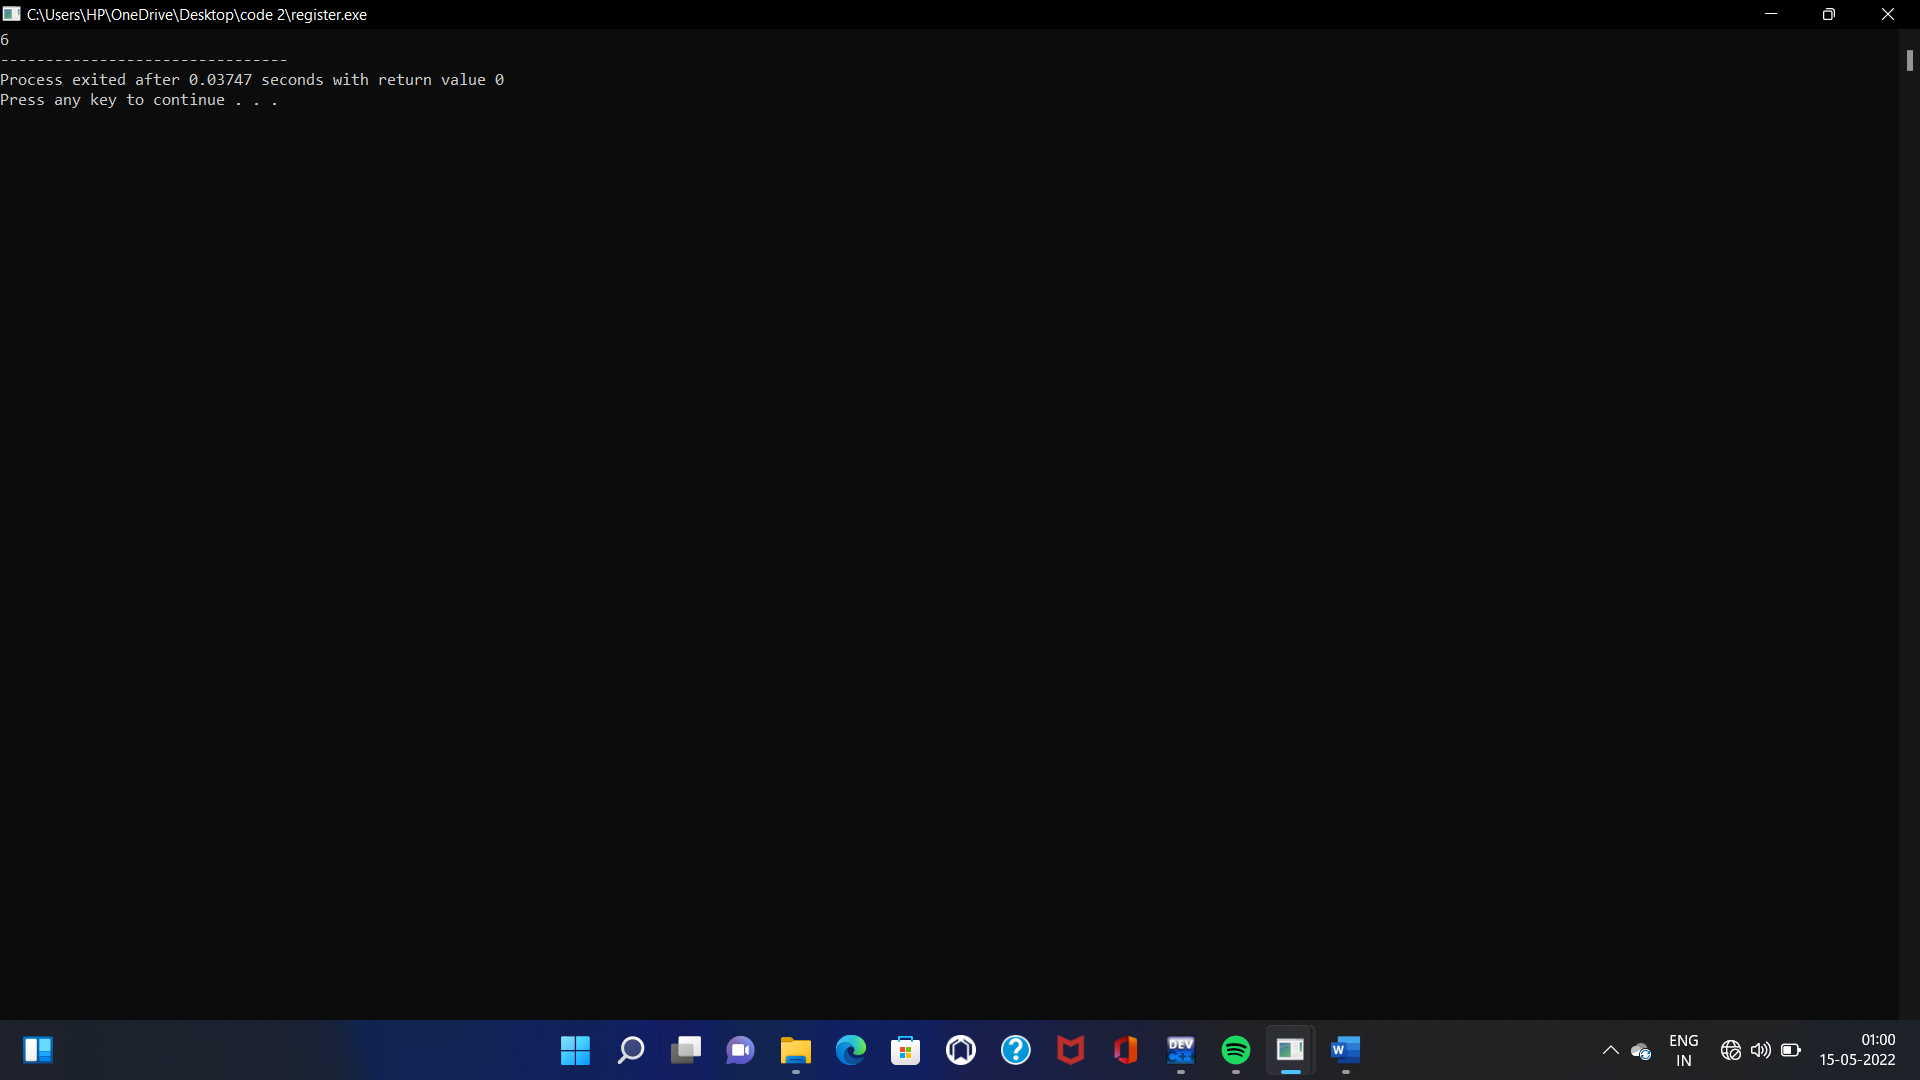 C:\Users\HP\OneDrive\Desktop\code 2\register.exe
6
--------------------------------
Process exited after 0.03747 seconds with return value 0
Press any key to continue . . .
DEV
C++
W
ENG
IN
01:00
15-05-2022